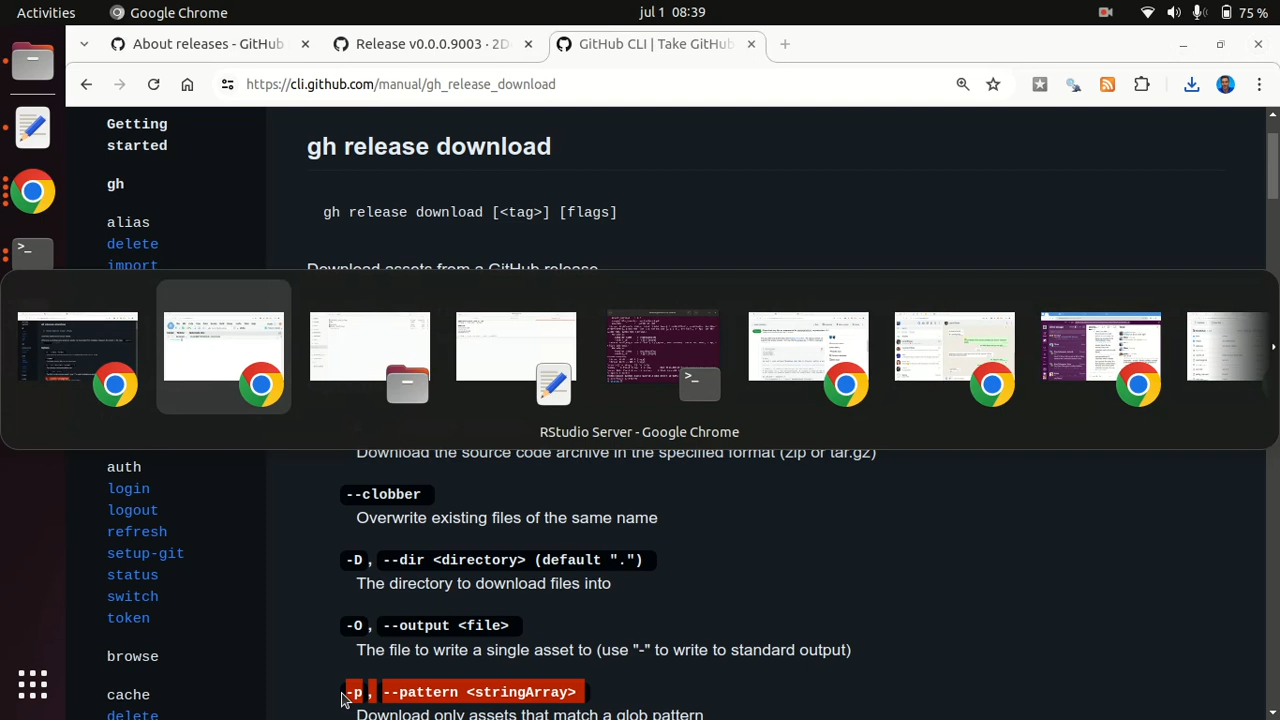 Activities
Google Chrome
jul 1 08:39
75 %
About releases - GitHub
Release v0.0.0.9003 · 2D
GitHub CLI | Take GitHub
https://cli.github.com/manual/gh_release_download
Getting
started
gh
alias
delete
import
gh release download
gh release download [<tag>] [flags]
Download assets from a GitHub release.
RStudio Server - Google Chrome
Download the source code archive in the specified format (zip or tar.gz)
--clobber
Overwrite existing files of the same name
-D, --dir <directory> (default ".")
The directory to download files into
-O, --output <file>
The file to write a single asset to (use "-" to write to standard output)
-p, --pattern <stringArray>
Download only assets that match a glob pattern
auth
login
logout
refresh
setup-git
status
switch
token
browse
cache
delete